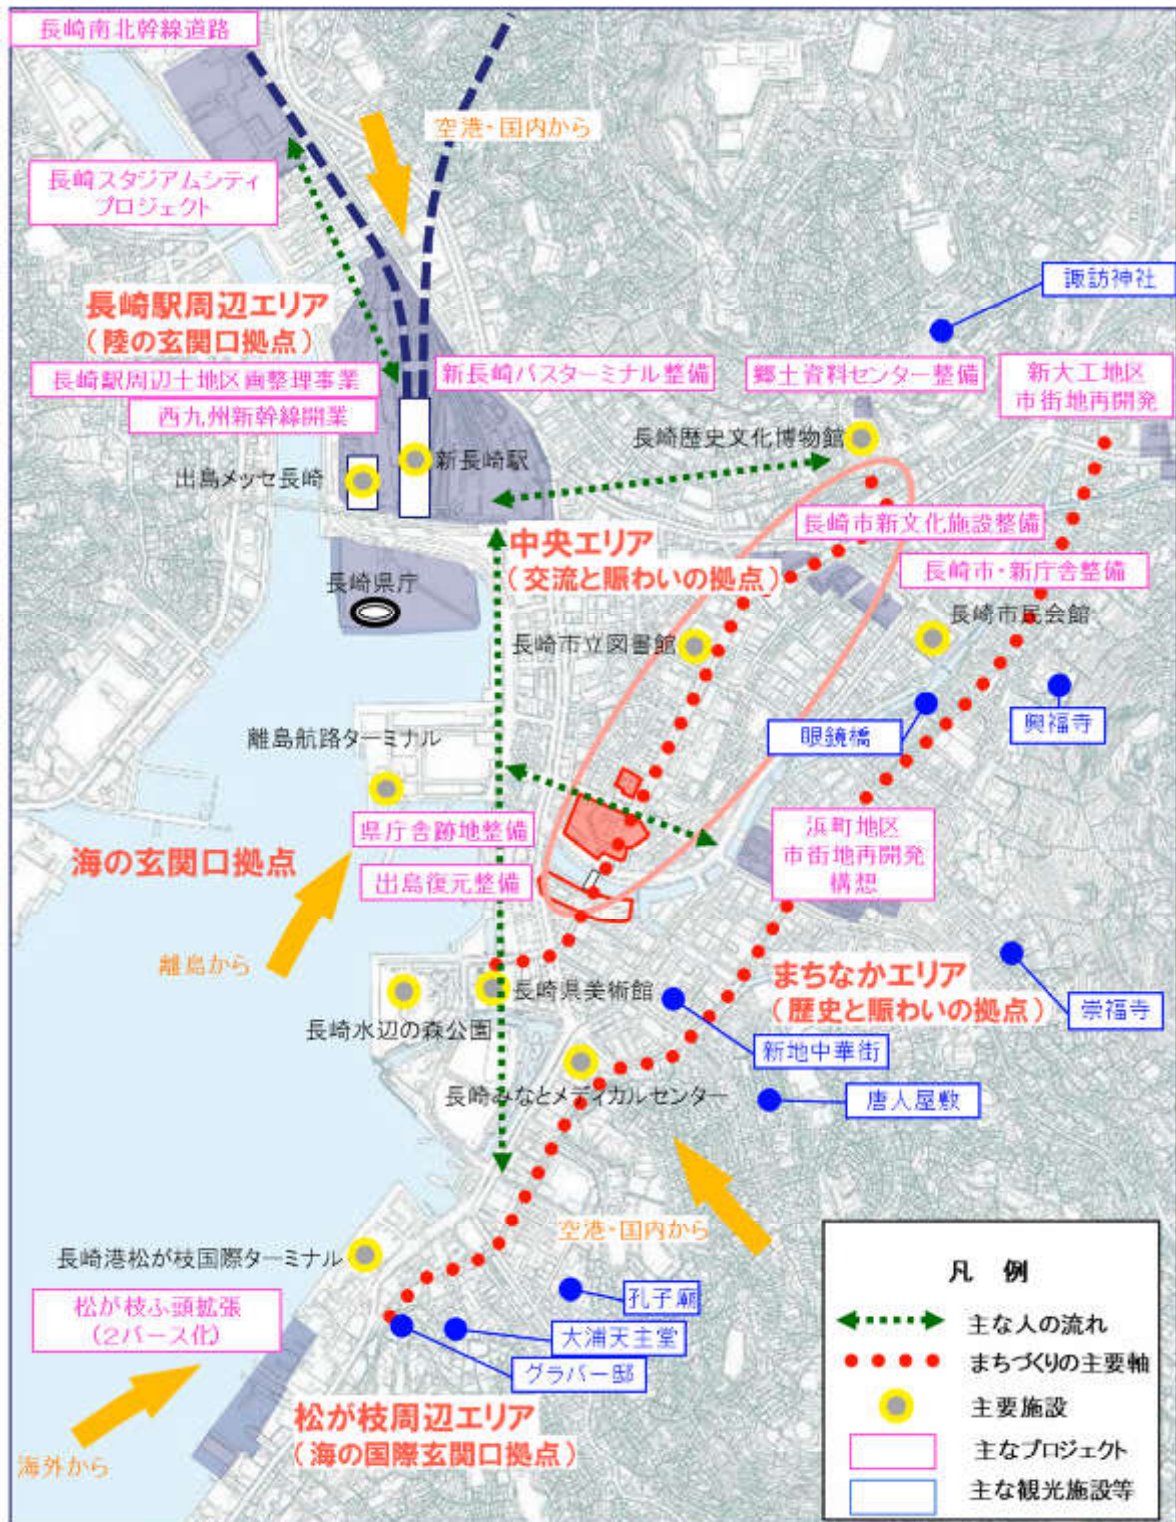 長崎南北幹線道路
空港・国内から
長崎スタジアムシティ
プロジェクト
諏訪神社
長崎駅周辺エリア
(陸の玄関口拠点)
長崎駅周辺土地区画整理事業
西九州新幹線開業
新長崎バスターミナル整備
郷土資料センター整備
新大工地区
市街地再開発
長崎歴史文化博物館
新長崎駅
出島メッセ長崎
長崎市新文化施設整備
中央エリア
(交流と賑わいの拠点)
長崎市・新庁舎整備
長崎県庁
長崎市民会館
長崎市立図書館
興福寺
眼鏡橋
離島航路ターミナル
県庁舎跡地整備
浜町地区
市街地再開発
構想
海の玄関口拠点
出島復元整備
離島から
まちなかエリア
(歴史と賑わいの拠点)
長崎県美術館
崇福寺
長崎水辺の森公園
新地中華街
長崎みなとメディカルセンター
唐人屋敷
空港・国内から
長崎港松が枝国際ターミナル
松が枝ふ頭拡張
(2バース化)
孔子廟
大浦天主堂
グラバー邸
松が枝周辺エリア
(海の国際玄関口拠点)
海外から
凡 例
主な人の流れ
まちづくりの主要軸
主要施設
主なプロジェクト
主な観光施設等